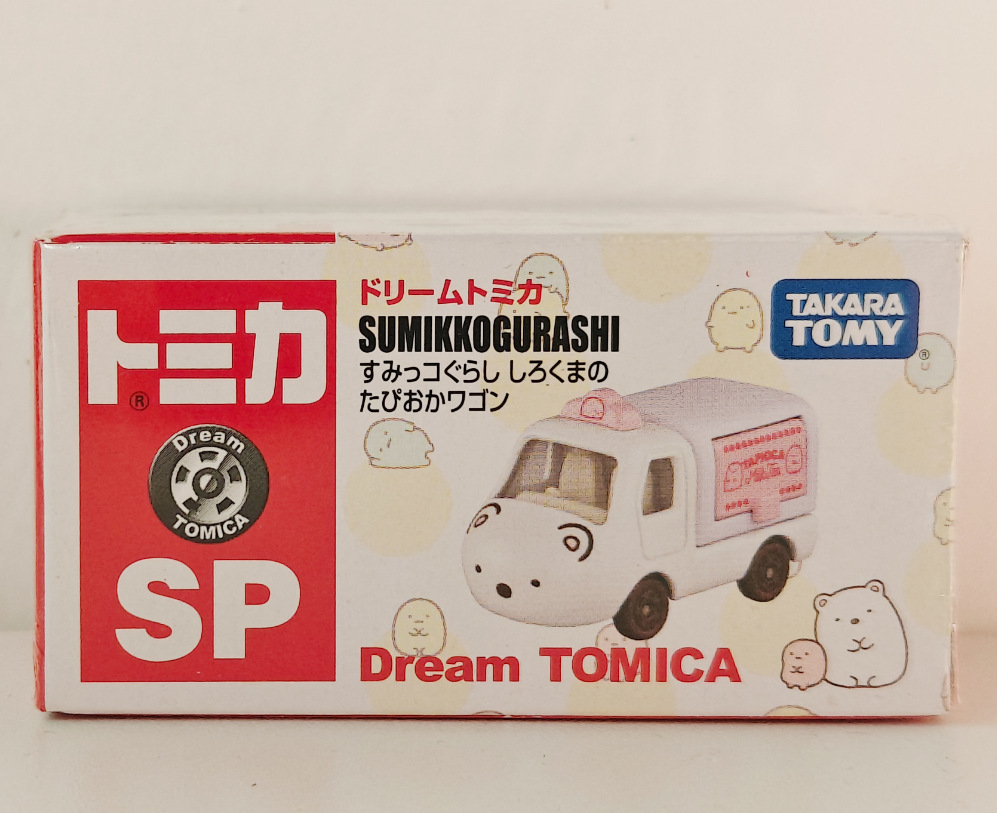 トミカ
®
Dream
TOMICA
SP
ドリームトミカ
SUMIKKOGURASHI
すみっコぐらし しろくまの
たぴおかワゴン
TAKARA
TOMY
®
TAPIOCA
Dream TOMICA